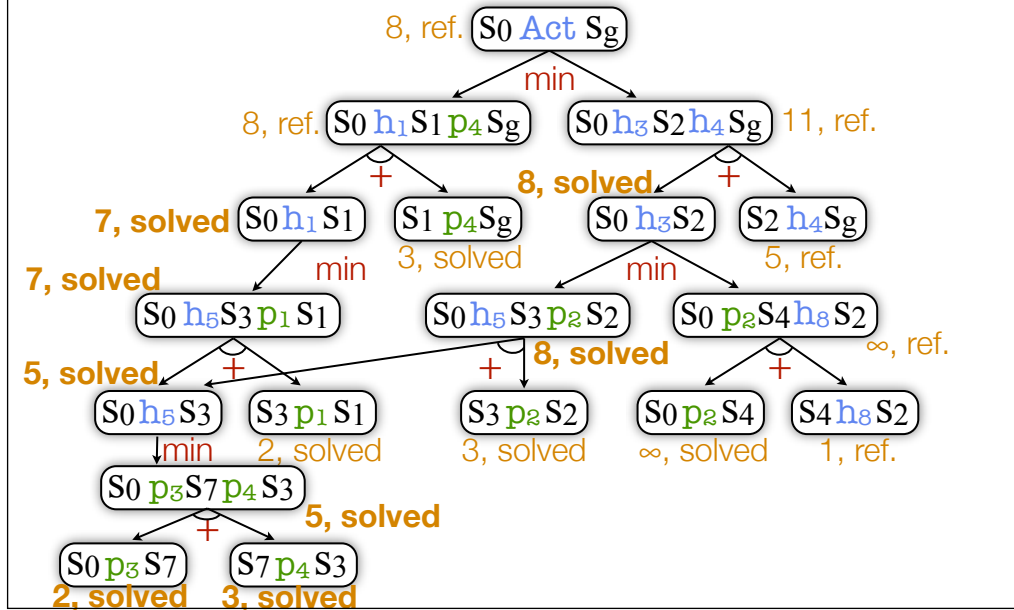 8, ref. S0 Act Sg
min
8, ref. S0 h1 S1 p4 Sg S0 h3 S2 h4 Sg 11, ref.
+ +
8, solved
7, solved S0 h1 S1 S1 p4 Sg S0 h3 S2 S2 h4 Sg
3, solved 5, ref.
min min
7, solved
S0 h5 S3 p1 S1 S0 h5 S3 p2 S2 S0 p2 S4 h8 S2
∞, ref.
8, solved
+ + +
5, solved
S0 h5 S3 S3 p1 S1 S3 p2 S2 S0 p2 S4 S4 h8 S2
min 2, solved 3, solved ∞, solved 1, ref.
S0 p3 S7 p4 S3
5, solved
+
S0 p3 S7 S7 p4 S3
2, solved 3, solved